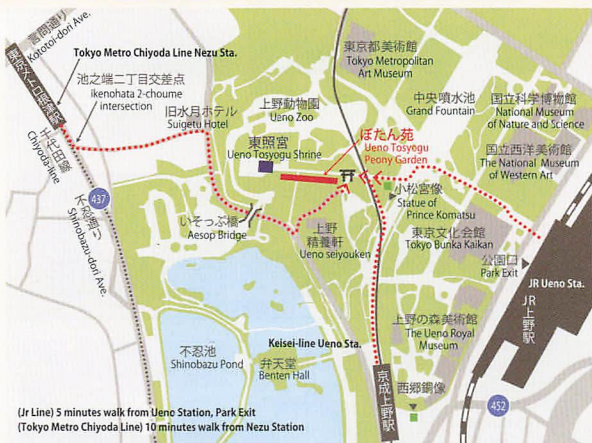 言問通り
Kototoi-dori Ave.
Tokyo Metro Chiyoda Line Nezu Sta.
池之端二丁目交差点
ikenohata 2-choume
intersection
千代田線
Chiyoda-line
437
不忍通り
Shinobazu-dori Ave.
旧水月ホテル
Suigetu Hotel
上野動物園
Ueno Zoo
東照宮
Ueno Tosyogu Shrine
いそっぷ橋
Aesop Bridge
東京都美術館
Tokyo Metropolitan
Art Museum
中央噴水池
Grand Fountain
国立科学博物館
National Museum
of Nature and Science
ぼたん苑
Ueno Tosyogu
Peony Garden
国立西洋美術館
The National Museum
of Western Art
小松宮像
Statue of
Prince Komatsu
上野
精養軒
Ueno seiyouken
東京文化会館
Tokyo Bunka Kaikan
公園口
Park Exit
JR Ueno Sta.
JR上野駅
上野の森美術館
The Ueno Royal
Museum
Keisei-line Ueno Sta.
京成上野駅
不忍池
Shinobazu Pond
弁天堂
Benten Hall
西郷銅像
452
(Jr Line) 5 minutes walk from Ueno Station, Park Exit
(Tokyo Metro Chiyoda Line) 10 minutes walk from Nezu Station